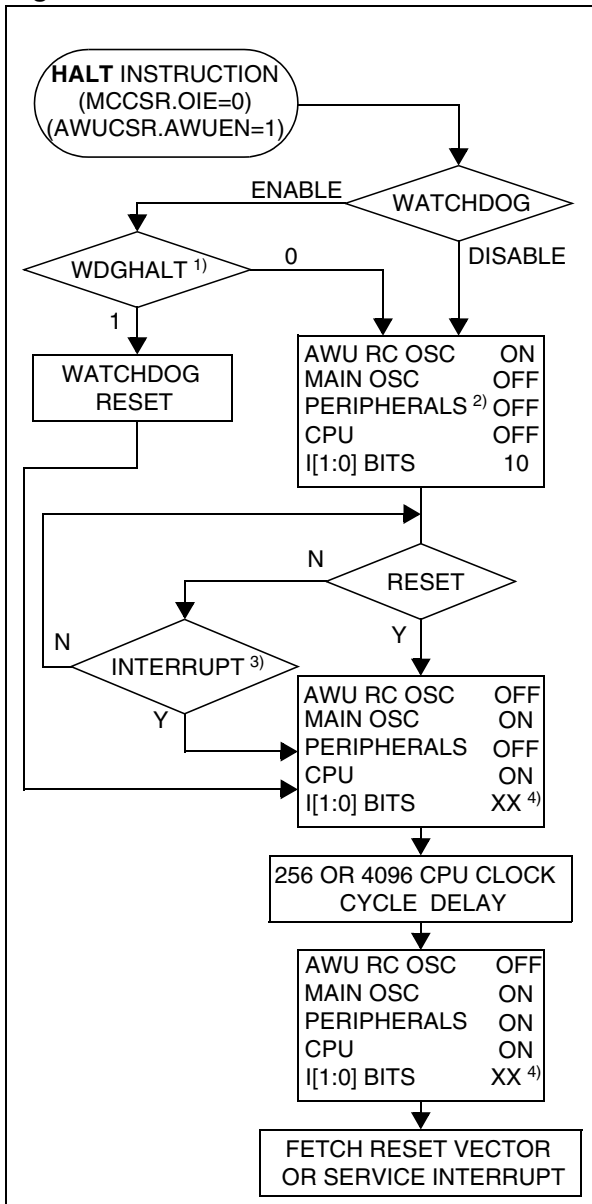 HALT INSTRUCTION
(MCCSR.OIE=0)
(AWUCSR.AWUEN=1)
ENABLE
WATCHDOG
WDGHALT 1)
0
DISABLE
1
WATCHDOG
RESET
AWU RC OSC ON
MAIN OSC OFF
PERIPHERALS 2) OFF
CPU OFF
I[1:0] BITS 10
N
RESET
N
Y
INTERRUPT 3)
Y
AWU RC OSC OFF
MAIN OSC ON
PERIPHERALS OFF
CPU ON
I[1:0] BITS XX 4)
256 OR 4096 CPU CLOCK
CYCLE DELAY
AWU RC OSC OFF
MAIN OSC ON
PERIPHERALS ON
CPU ON
I[1:0] BITS XX 4)
FETCH RESET VECTOR
OR SERVICE INTERRUPT